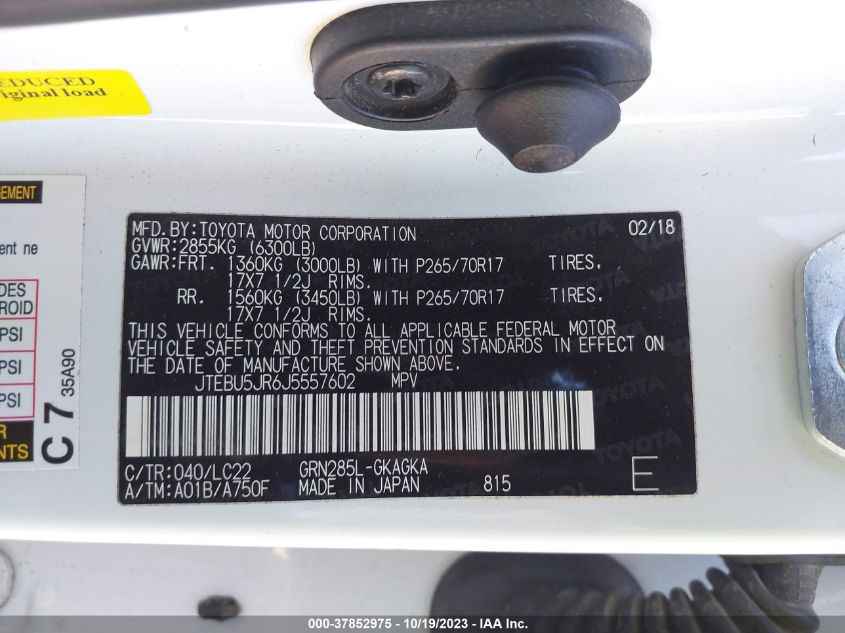 EDUCED
riginal load
GEMENT
ent ne
DES
ROID
PSI
PSI
PSI
R
NTS
C 7 35A90
MFD.BY:TOYOTA MOTOR CORPORATION 02/18
GVWR:2855KG (6300LB)
GAWR:FRT. 1360KG (3000LB) WITH P265/70R17 TIRES.
17X7 1/2J RIMS.
RR. 1560KG (3450LB) WITH P265/70R17 TIRES.
17X7 1/2J RIMS.
THIS VEHICLE CONFORMS TO ALL APPLICABLE FEDERAL MOTOR
VEHICLE SAFETY AND THEFT PREVENTION STANDARDS IN EFFECT ON
THE DATE OF MANUFACTURE SHOWN ABOVE.
JTEBU5JR6J5557602 MPV
C/TR:040/LC22 GRN285L-GKAGKA
A/TM:A01B/A750F MADE IN JAPAN 815 E
000-37852975 | 10/19/2023 | IAA Inc.